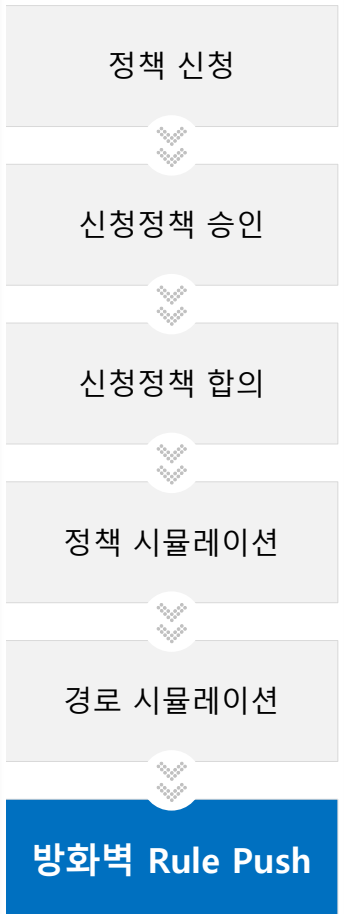 정책 신청
신청정책 승인
신청정책 합의
정책 시뮬레이션
경로 시뮬레이션
방화벽 Rule Push